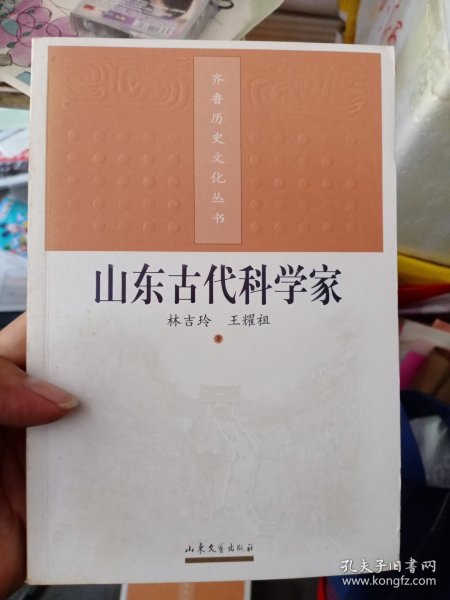 齐鲁历史文化丛书
山东古代科学家
林吉玲 王耀祖
著
山东文艺出版社
孔夫子旧书网
www.kongfz.com